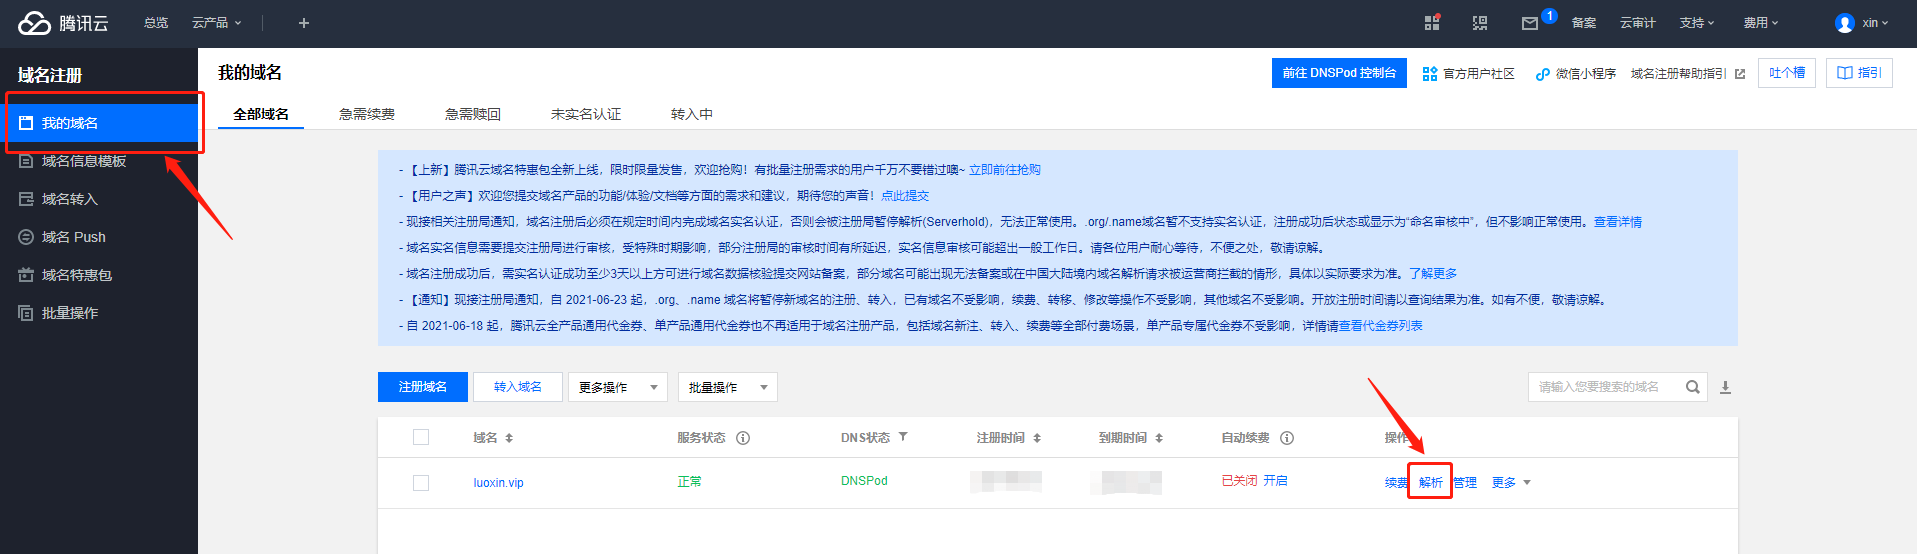 腾讯云 总览 云产品 1 备案 云审计 支持 费用 xin
域名注册
我的域名
域名信息模板
域名转入
域名 Push
域名特惠包
批量操作
我的域名
前往 DNSPod 控制台 官方用户社区 微信小程序 域名注册帮助指引 吐个槽 指引
全部域名 急需续费 急需赎回 未实名认证 转入中
- 【上新】腾讯云域名特惠包全新上线，限时限量发售，欢迎抢购！有批量注册需求的用户千万不要错过噢~ 立即前往抢购
- 【用户之声】欢迎您提交域名产品的功能/体验/文档等方面的需求和建议，期待您的声音！点此提交
- 现接相关注册局通知，域名注册后必须在规定时间内完成域名实名认证，否则会被注册局暂停解析(Serverhold)，无法正常使用。.org/.name域名暂不支持实名认证，注册成功后状态或显示为“命名审核中”，但不影响正常使用。查看详情
- 域名实名信息需要提交注册局进行审核，受特殊时期影响，部分注册局的审核时间有所延迟，实名信息审核可能超出一般工作日。请各位用户耐心等待，不便之处，敬请谅解。
- 域名注册成功后，需实名认证成功至少3天以上方可进行域名数据核验提交网站备案，部分域名可能出现无法备案或在中国大陆境内域名解析请求被运营商拦截的情形，具体以实际要求为准。了解更多
- 【通知】现接注册局通知，自 2021-06-23 起，.org、.name 域名将暂停新域名的注册、转入，已有域名不受影响，续费、转移、修改等操作不受影响，其他域名不受影响。开放注册时间请以查询结果为准。如有不便，敬请谅解。
- 自 2021-06-18 起，腾讯云全产品通用代金券、单产品通用代金券也不再适用于域名注册产品，包括域名新注、转入、续费等全部付费场景，单产品专属代金券不受影响，详情请查看代金券列表
注册域名 转入域名 更多操作 批量操作 请输入您要搜索的域名
域名 服务状态 DNS状态 注册时间 到期时间 自动续费 操作
luoxin.vip 正常 DNSPod 已关闭 开启 续费 解析 管理 更多